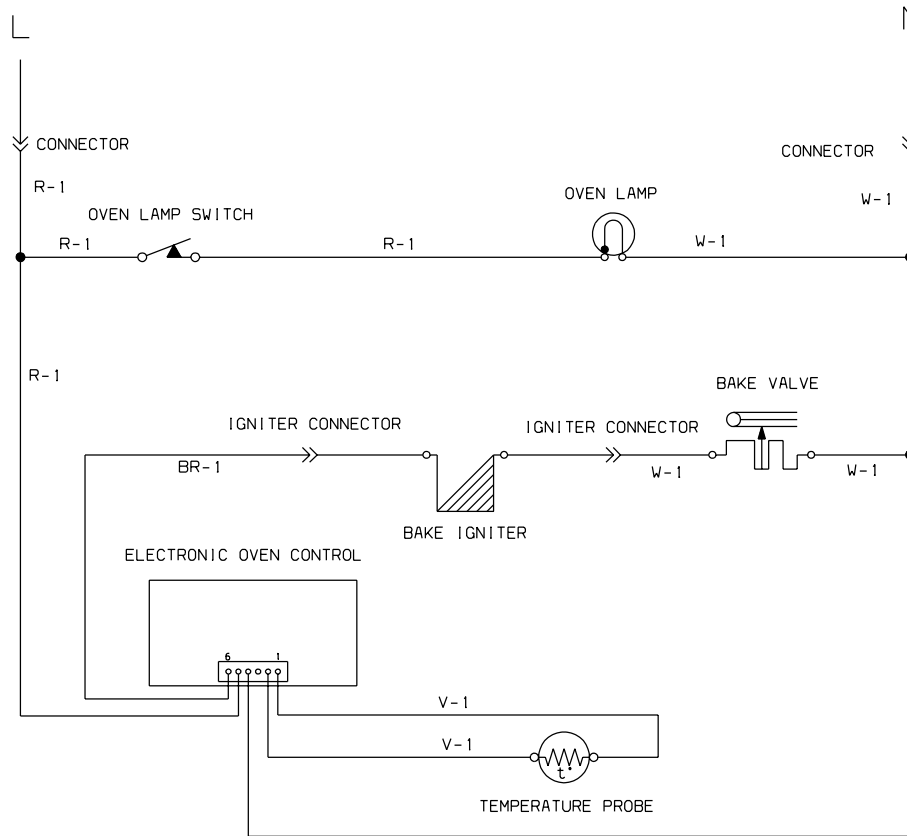 L
CONNECTOR
CONNECTOR
R-1
W-1
OVEN LAMP
OVEN LAMP SWITCH
R-1
R-1
W-1
R-1
BAKE VALVE
IGNITER CONNECTOR
IGNITER CONNECTOR
BR-1
W-1
W-1
BAKE IGNITER
ELECTRONIC OVEN CONTROL
6
1
V-1
V-1
t°
TEMPERATURE PROBE